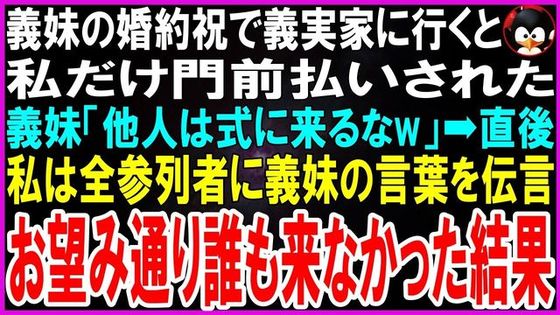 義妹の婚約祝で義実家に行くと
私だけ門前払いされた
義妹「他人は式に来るなw」➡直後
私は全参列者に義妹の言葉を伝言
お望み通り誰も来なかった結果